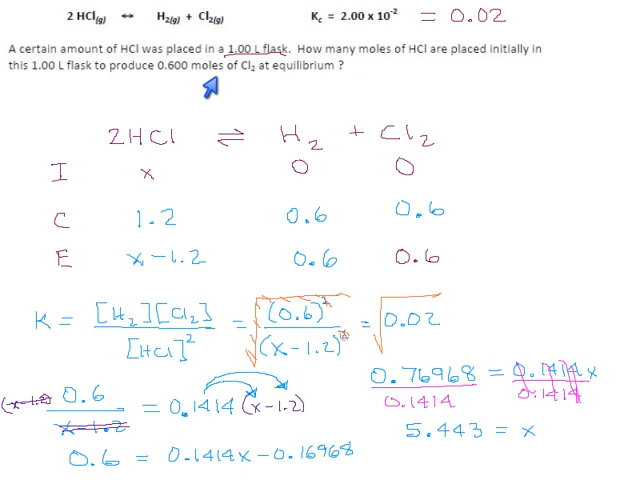 2 HCl(g) ↔ H2(g) + Cl2(g) Kc = 2.00 x 10^-2 = 0.02
A certain amount of HCl was placed in a 1.00 L flask. How many moles of HCl are placed initially in
this 1.00 L flask to produce 0.600 moles of Cl2 at equilibrium ?
2HCl ⇌ H2 + Cl2
I x 0 0
C 1.2 0.6 0.6
E x-1.2 0.6 0.6
K = [H2][Cl2] / [HCl]^2 = √((0.6)^2 / (x-1.2)^2) = √0.02
(x-1.2) 0.6 / x-1.2 = 0.1414 (x-1.2)
0.6 = 0.1414x - 0.16968
0.76968 / 0.1414 = 0.1414x / 0.1414
5.443 = x